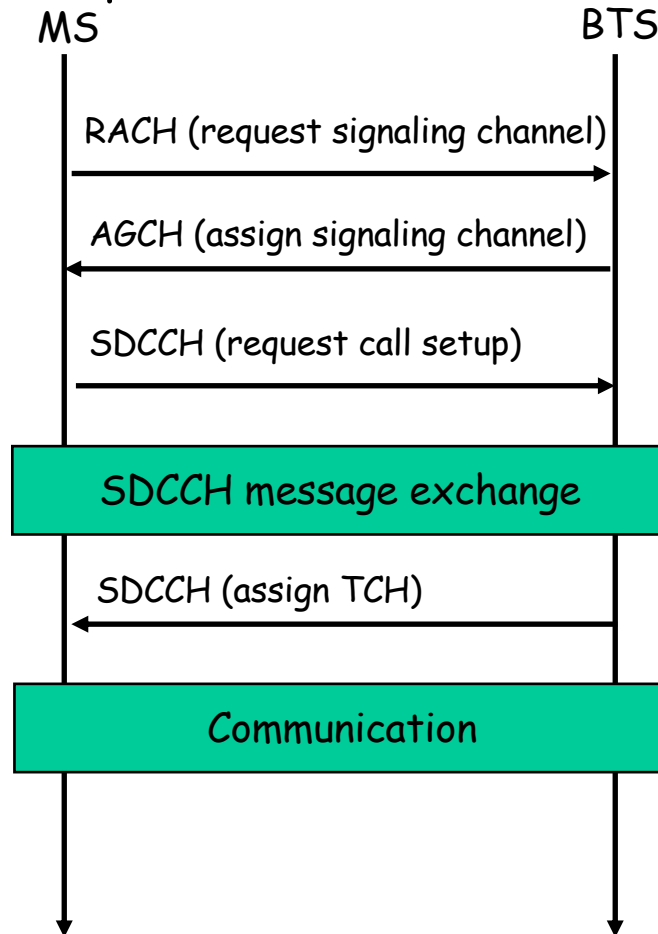 MS
BTS
RACH (request signaling channel)
AGCH (assign signaling channel)
SDCCH (request call setup)
SDCCH message exchange
SDCCH (assign TCH)
Communication